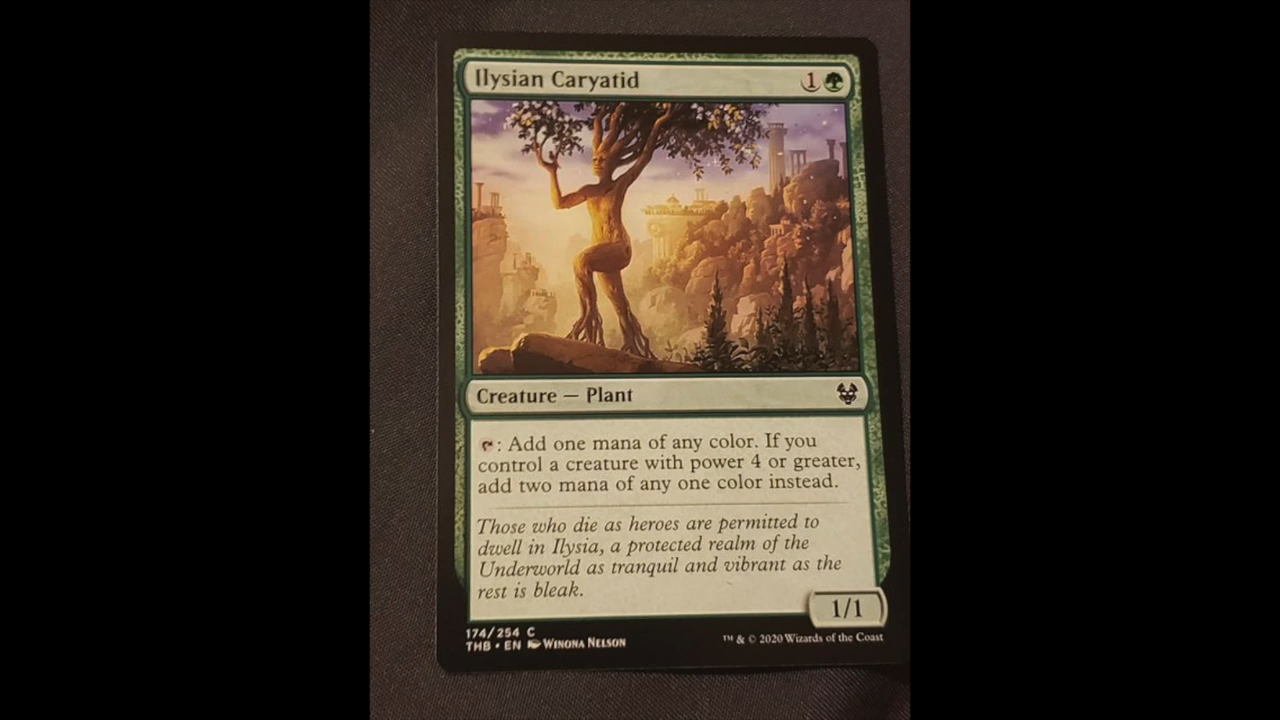 Ilysian Caryatid
1
Creature — Plant
: Add one mana of any color. If you
control a creature with power 4 or greater,
add two mana of any one color instead.
Those who die as heroes are permitted to
dwell in Ilysia, a protected realm of the
Underworld as tranquil and vibrant as the
rest is bleak.
1/1
174/254 C
THB • EN Winona Nelson
™ & © 2020 Wizards of the Coast